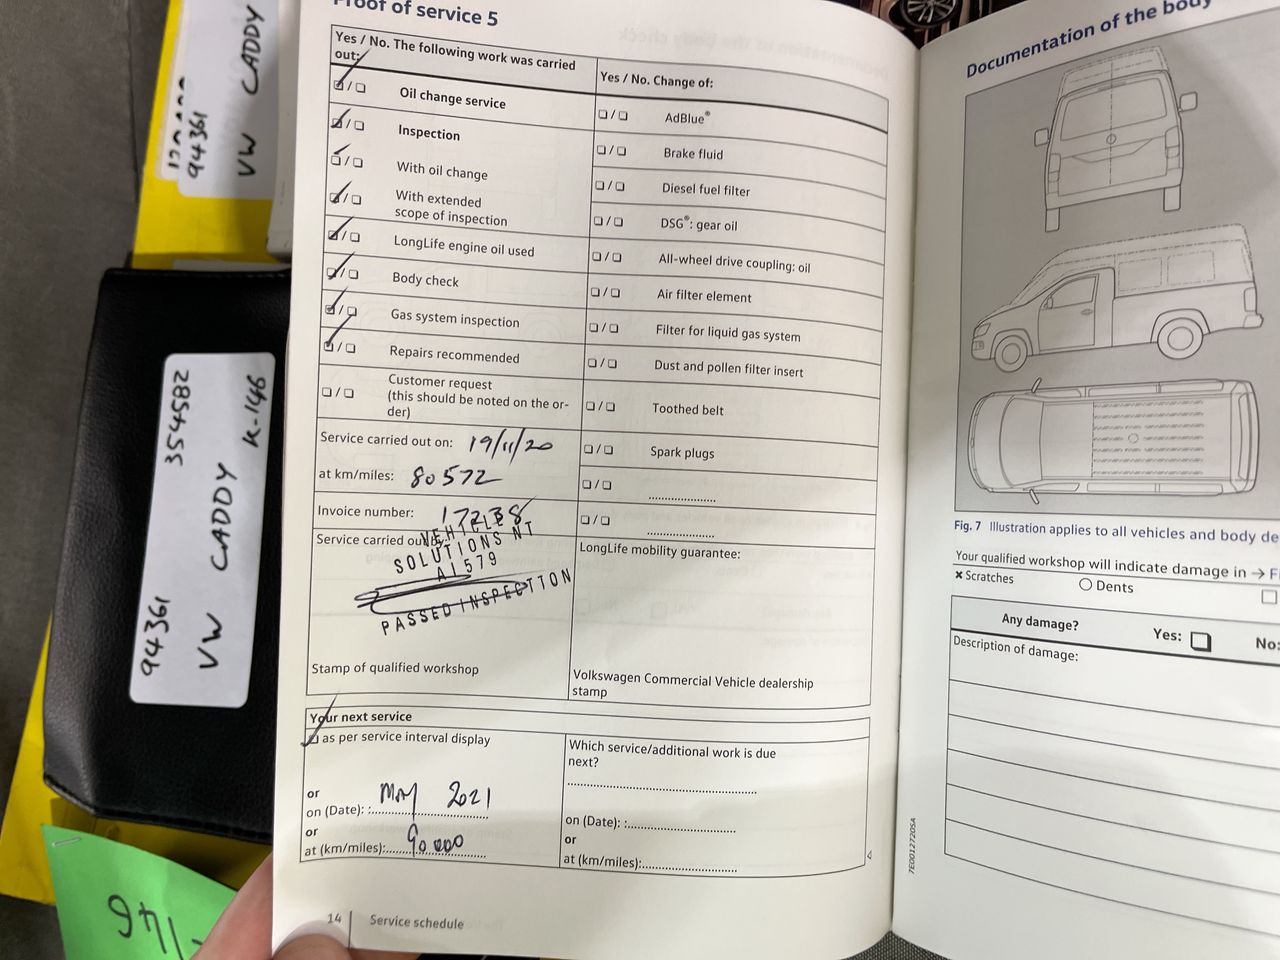 Proof of service 5
Yes / No. The following work was carried
out:
Oil change service
Inspection
With oil change
With extended
scope of inspection
LongLife engine oil used
Body check
Gas system inspection
Repairs recommended
Customer request
(this should be noted on the or-
der)
Service carried out on: 19/11/20
at km/miles: 80572
Invoice number: 17238
Service carried out by:
VEHICLE
SOLUTIONS NT
AI579
PASSED INSPECTION
Stamp of qualified workshop
Yes / No. Change of:
AdBlue®
Brake fluid
Diesel fuel filter
DSG®: gear oil
All-wheel drive coupling: oil
Air filter element
Filter for liquid gas system
Dust and pollen filter insert
Toothed belt
Spark plugs
LongLife mobility guarantee:
Volkswagen Commercial Vehicle dealership
stamp
Your next service
as per service interval display
or
on (Date): : MAY 2021
or
at (km/miles): 90000
Which service/additional work is due
next?
on (Date): :
or
at (km/miles):
14 Service schedule
Documentation of the body
Fig. 7 Illustration applies to all vehicles and body de
Your qualified workshop will indicate damage in → Fi
× Scratches
Dents
Any damage? Yes: No:
Description of damage:
7E0012720SA
94361
VW CADDY
94361 354582
VW CADDY K-146
146